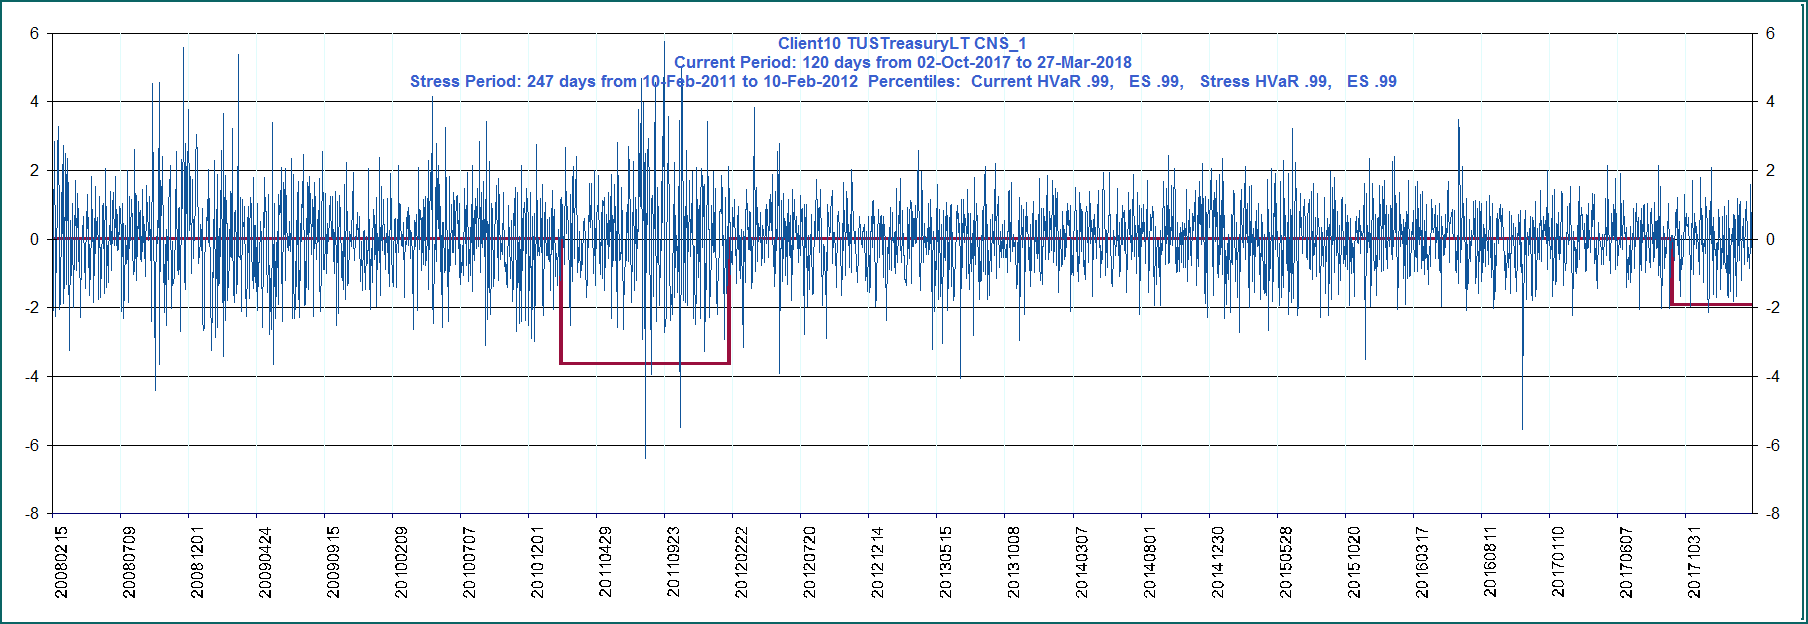 Client10 TUSTreasuryLT CNS_1
Current Period: 120 days from 02-Oct-2017 to 27-Mar-2018
Stress Period: 247 days from 10-Feb-2011 to 10-Feb-2012 Percentiles: Current HVaR .99, ES .99, Stress HVaR .99, ES .99
6 6
4 4
2 2
0 0
-2 -2
-4 -4
-6 -6
-8 -8
20080215 20080709 20081201 20090424 20090915 20100209 20100707 20101201 20110429 20110923 20120222 20120720 20121214 20130515 20131008 20140307 20140801 20141230 20150528 20151020 20160317 20160811 20170110 20170607 20171031